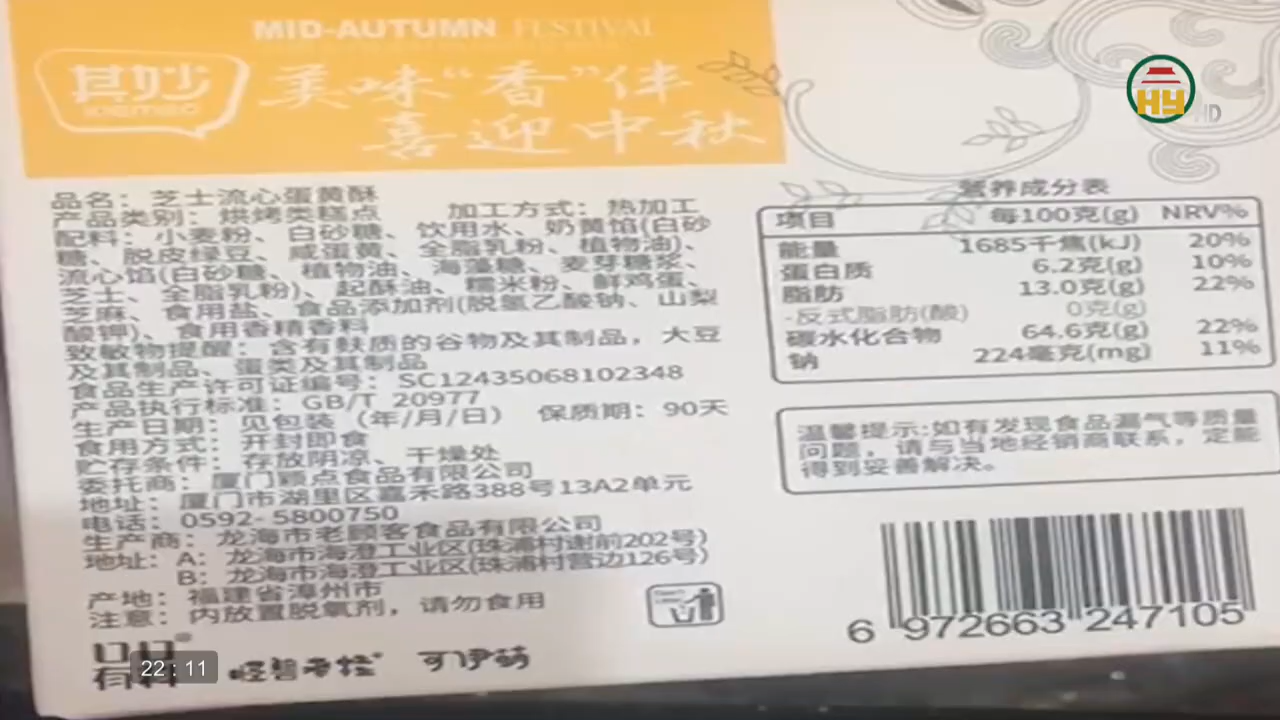 MID-AUTUMN FESTIVAL
其妙
美味“香”伴
喜迎中秋
品名：芝士流心蛋黄酥
产品类别：烘烤类糕点 加工方式：热加工
配料：小麦粉、白砂糖、饮用水、奶黄馅(白砂
糖、脱皮绿豆、咸蛋黄、全脂乳粉、植物油)、
流心馅(白砂糖、植物油、海藻糖、麦芽糖浆、
芝士、全脂乳粉)、起酥油、糯米粉、鲜鸡蛋、
芝麻、食用盐、食品添加剂(脱氢乙酸钠、山梨
酸钾)、食用香精香料
致敏物提醒：含有麸质的谷物及其制品，大豆
及其制品、蛋类及其制品
食品生产许可证编号：SC12435068102348
产品执行标准：GB/T 20977
生产日期：见包装（年/月/日） 保质期：90天
食用方式：开封即食
贮存条件：存放阴凉、干燥处
委托商：厦门颖点食品有限公司
地址：厦门市湖里区嘉禾路388号13A2单元
电话：0592-5800750
生产商：龙海市老顾客食品有限公司
地址：A：龙海市海澄工业区(珠浦村谢前202号)
B：龙海市海澄工业区(珠浦村营边126号)
产地：福建省漳州市
注意：内放置脱氧剂，请勿食用
营养成分表
项目 每100克(g) NRV%
能量 1685千焦(kJ) 20%
蛋白质 6.2克(g) 10%
脂肪 13.0克(g) 22%
-反式脂肪(酸) 0克(g)
碳水化合物 64.6克(g) 22%
钠 224毫克(mg) 11%
温馨提示:如有发现食品漏气等质量
问题，请与当地经销商联系，定能
得到妥善解决。
6 972663 247105
22:11
可伊萌
HY HD